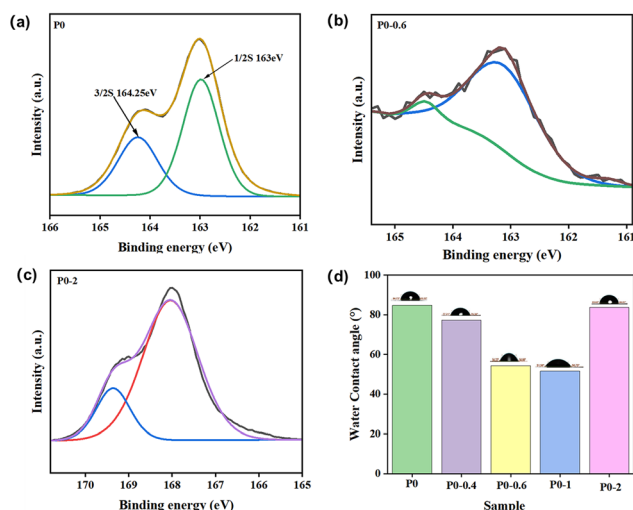 (a)
P0
3/2S 164.25eV
1/2S 163eV
Intensity (a.u.)
166 165 164 163 162 161
Binding energy (eV)
(b)
P0-0.6
Intensity (a.u.)
165 164 163 162 161
Binding energy (eV)
(c)
P0-2
Intensity (a.u.)
170 169 168 167 166 165
Binding energy (eV)
(d)
Water Contact angle (°)
100
80
60
40
20
0
P0 P0-0.4 P0-0.6 P0-1 P0-2
Sample